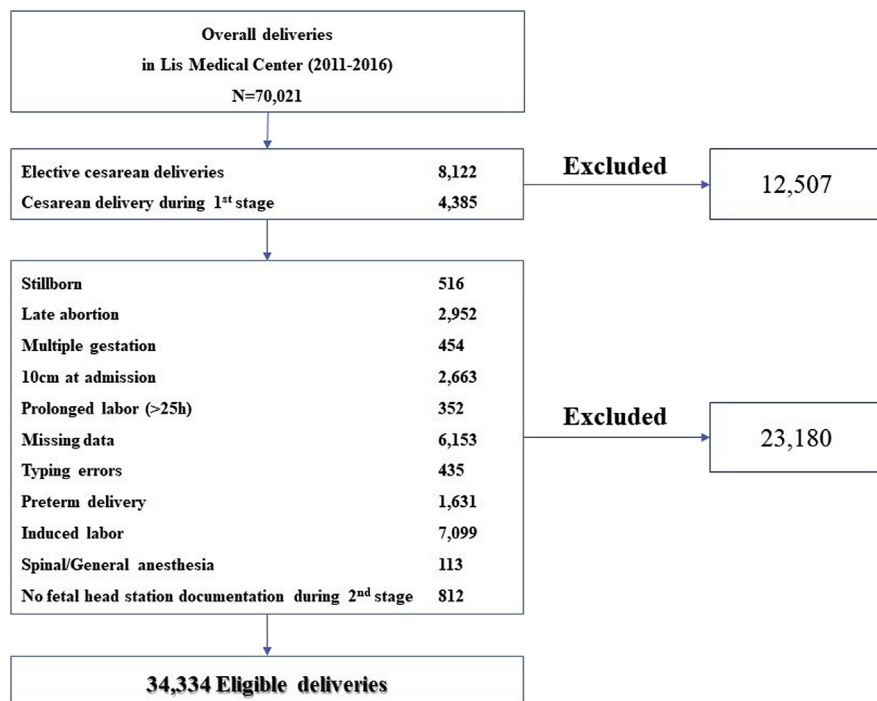 Overall deliveries
in Lis Medical Center (2011-2016)
N=70,021
Elective cesarean deliveries 8,122
Cesarean delivery during 1st stage 4,385
Excluded
12,507
Stillborn 516
Late abortion 2,952
Multiple gestation 454
10cm at admission 2,663
Prolonged labor (>25h) 352
Missing data 6,153
Typing errors 435
Preterm delivery 1,631
Induced labor 7,099
Spinal/General anesthesia 113
No fetal head station documentation during 2nd stage 812
Excluded
23,180
34,334 Eligible deliveries